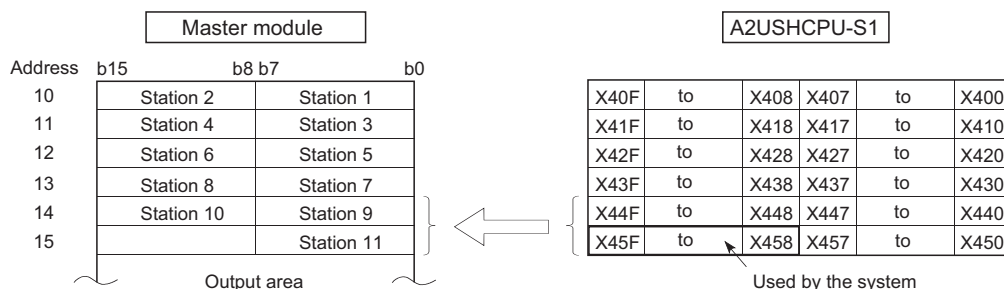 Master module A2USHCPU-S1
Address b15 b8 b7 b0
10 Station 2 Station 1 X40F to X408 X407 to X400
11 Station 4 Station 3 X41F to X418 X417 to X410
12 Station 6 Station 5 X42F to X428 X427 to X420
13 Station 8 Station 7 X43F to X438 X437 to X430
14 Station 10 Station 9 X44F to X448 X447 to X440
15 Station 11 X45F to X458 X457 to X450
Output area Used by the system